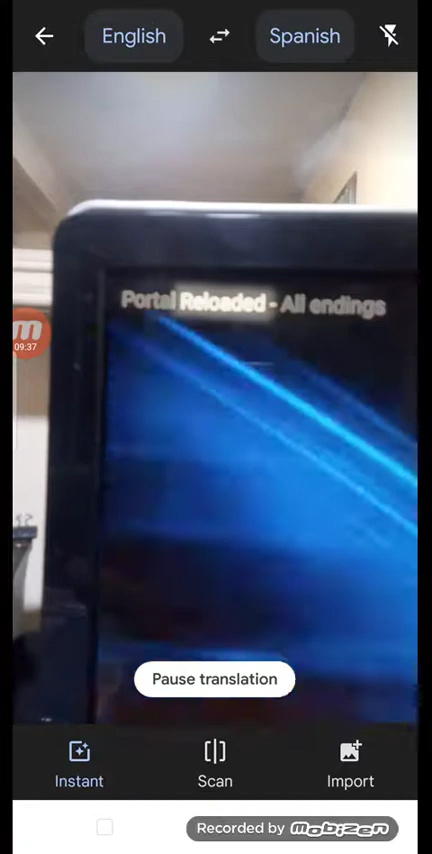 English
Spanish
Portal Reloaded - All endings
09:37
Pause translation
Instant
Scan
Import
Recorded by MOBIZEN